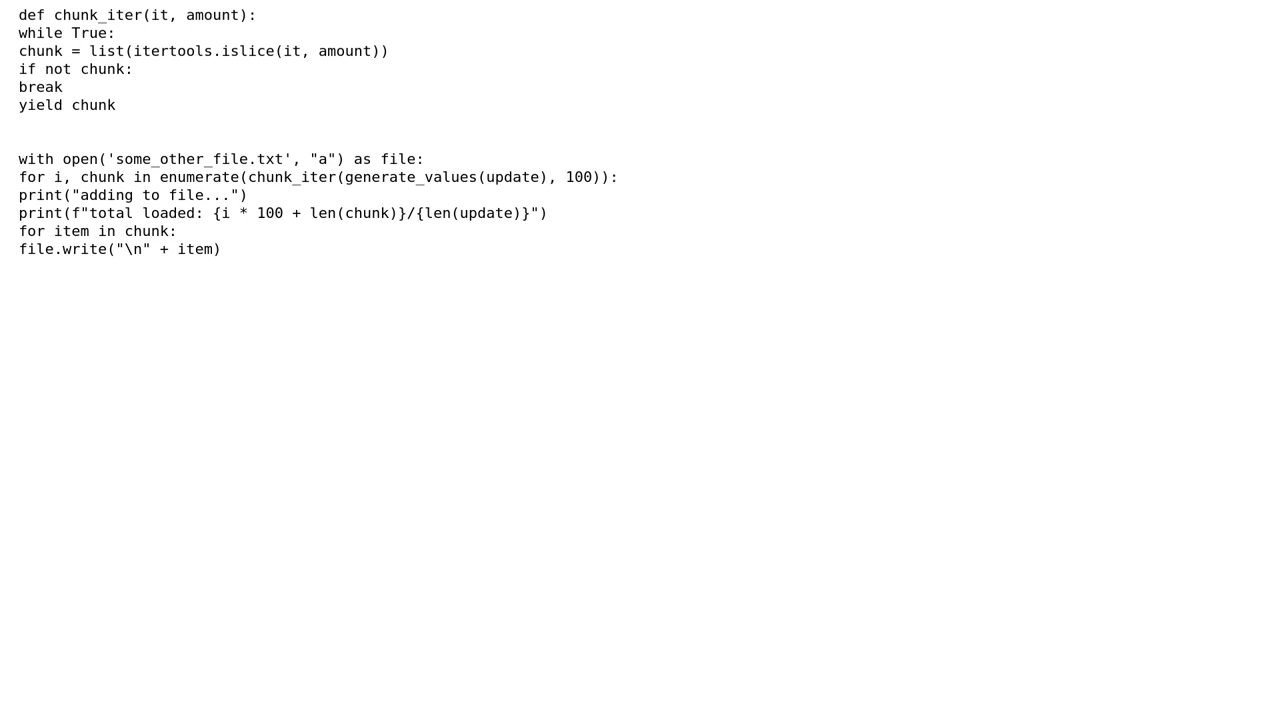 def chunk_iter(it, amount):
while True:
chunk = list(itertools.islice(it, amount))
if not chunk:
break
yield chunk
with open('some_other_file.txt', "a") as file:
for i, chunk in enumerate(chunk_iter(generate_values(update), 100)):
print("adding to file...")
print(f"total loaded: {i * 100 + len(chunk)}/{len(update)}")
for item in chunk:
file.write("\n" + item)